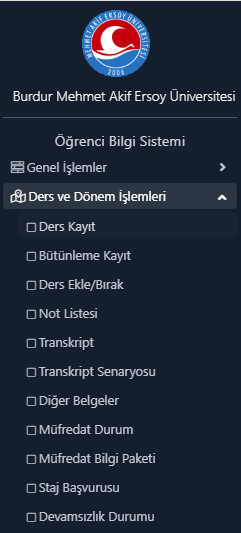 MEHMET AKİF ERSOY ÜNİVERSİTESİ
2006
Burdur Mehmet Akif Ersoy Üniversitesi
Öğrenci Bilgi Sistemi
Genel İşlemler
Ders ve Dönem İşlemleri
Ders Kayıt
Bütünleme Kayıt
Ders Ekle/Bırak
Not Listesi
Transkript
Transkript Senaryosu
Diğer Belgeler
Müfredat Durum
Müfredat Bilgi Paketi
Staj Başvurusu
Devamsızlık Durumu